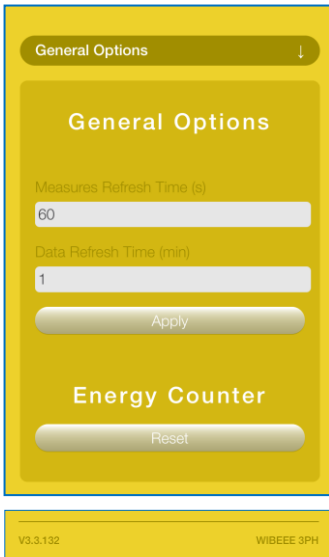 General Options ↓
General Options
Measures Refresh Time (s)
60
Data Refresh Time (min)
1
Apply
Energy Counter
Reset
V3.3.132 WIBEEE 3PH